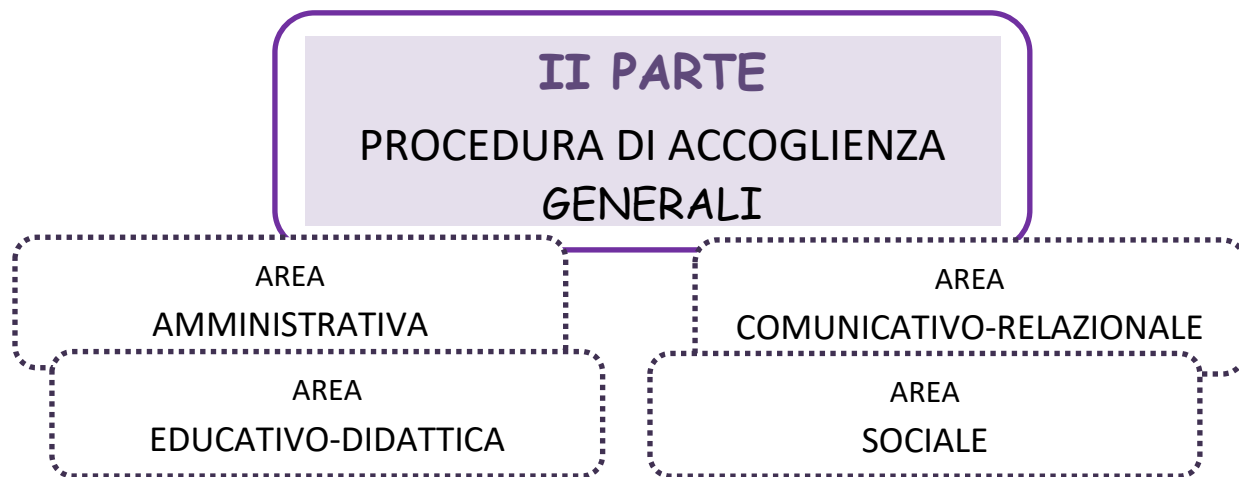 II PARTE
PROCEDURA DI ACCOGLIENZA
GENERALI
AREA
AMMINISTRATIVA
AREA
COMUNICATIVO-RELAZIONALE
AREA
EDUCATIVO-DIDATTICA
AREA
SOCIALE